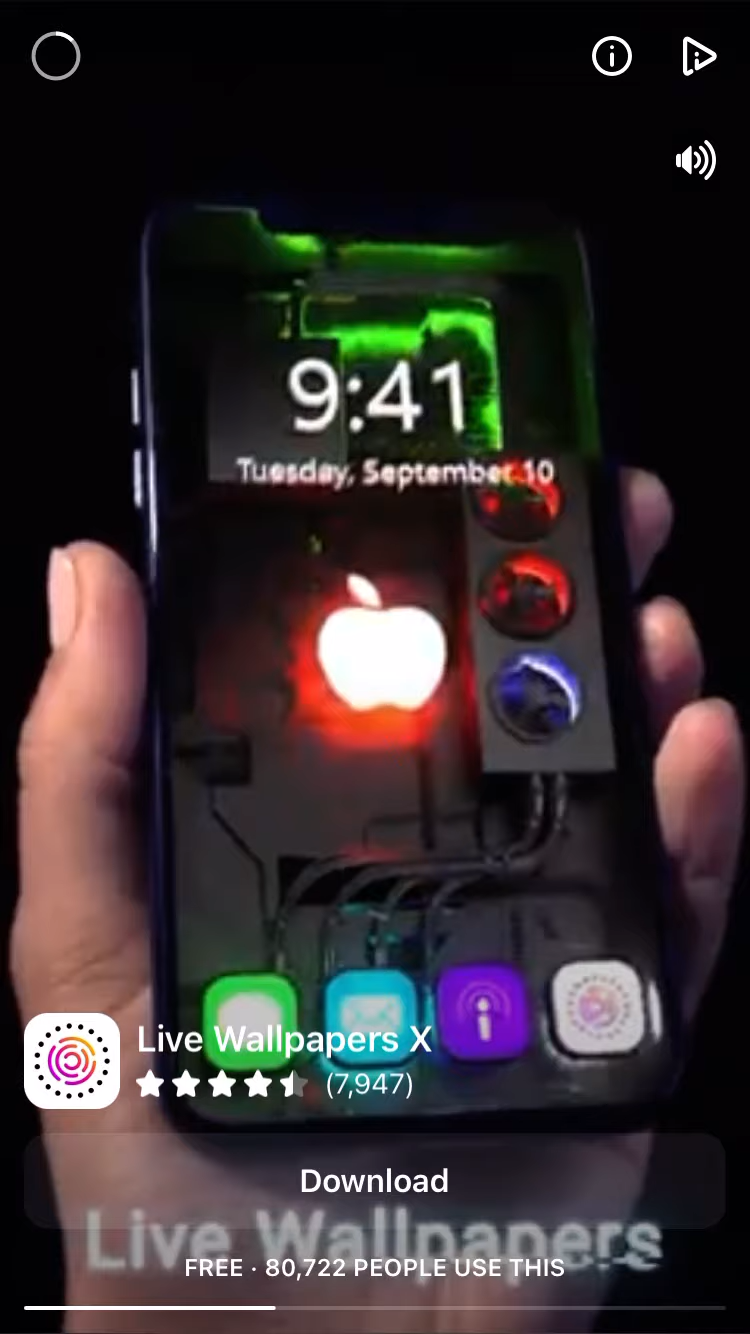 9:41
Tuesday, September 10
Live Wallpapers X
(7,947)
Download
Live Wallpapers
FREE · 80,722 PEOPLE USE THIS